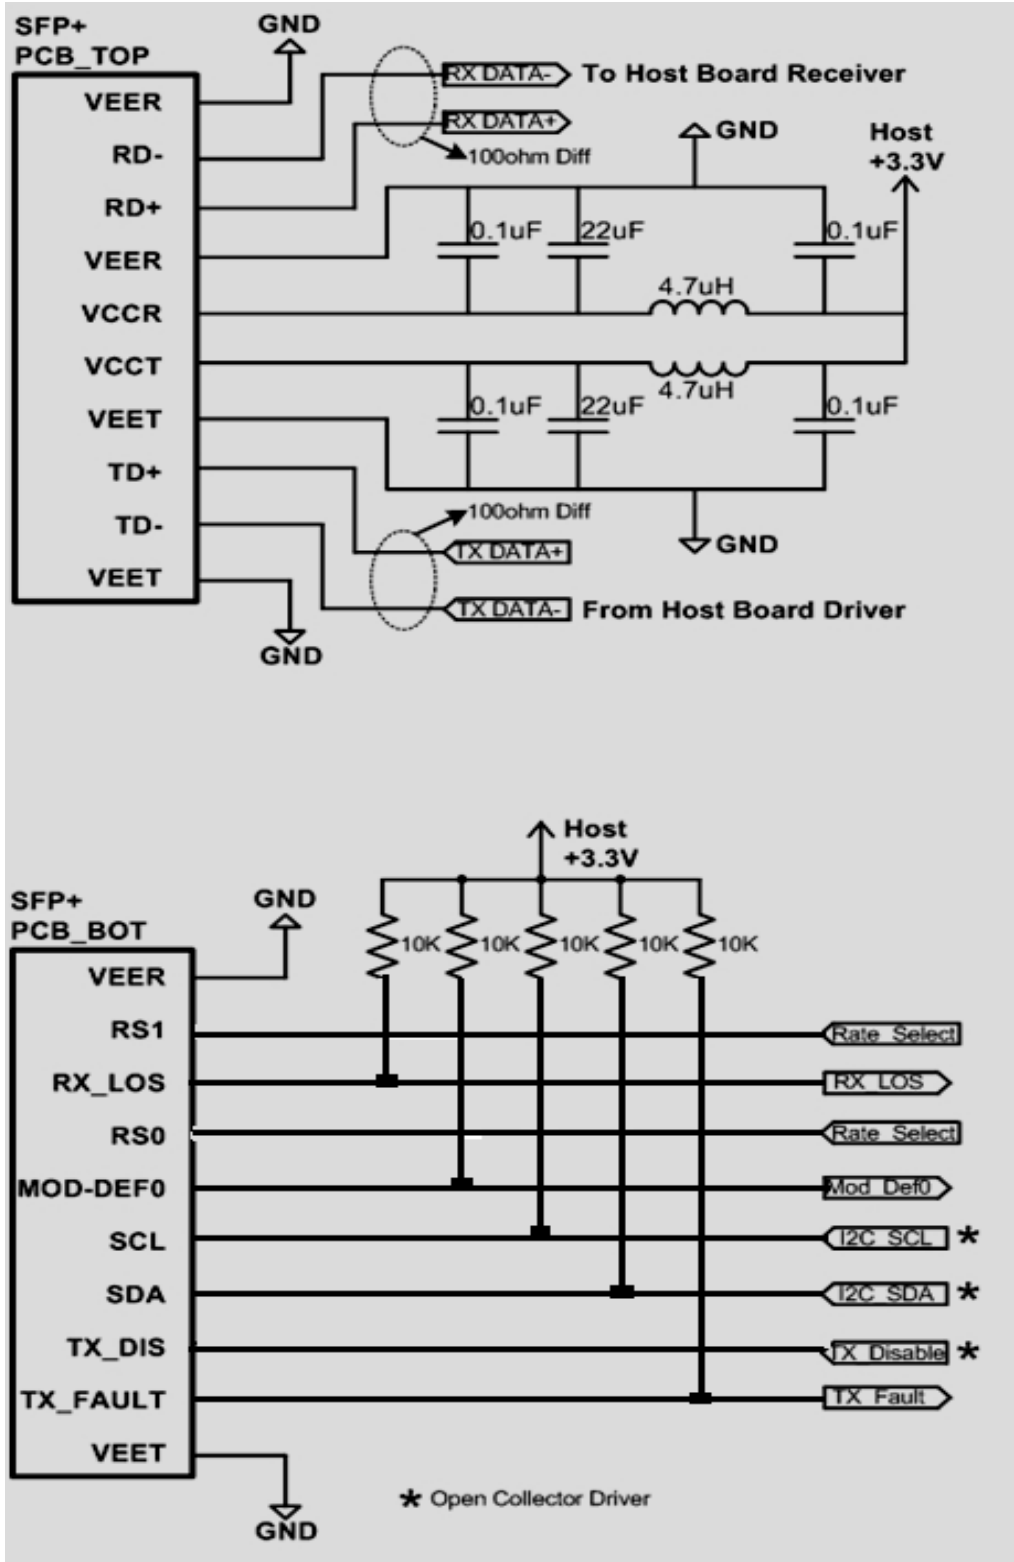 SFP+
PCB_TOP
GND
VEER
RX DATA-
To Host Board Receiver
RD-
RX DATA+
100ohm Diff
GND
Host
+3.3V
RD+
0.1uF
22uF
0.1uF
VEER
4.7uH
VCCR
VCCT
4.7uH
0.1uF
22uF
0.1uF
VEET
TD+
100ohm Diff
TD-
TX DATA+
GND
VEET
TX DATA-
From Host Board Driver
GND
Host
+3.3V
SFP+
PCB_BOT
GND
10K
10K
10K
10K
10K
VEER
RS1
Rate Select
RX_LOS
RX_LOS
RS0
Rate Select
MOD-DEF0
Mod Def0
SCL
I2C SCL *
SDA
I2C SDA *
TX_DIS
TX Disable *
TX_FAULT
TX Fault
VEET
GND
* Open Collector Driver